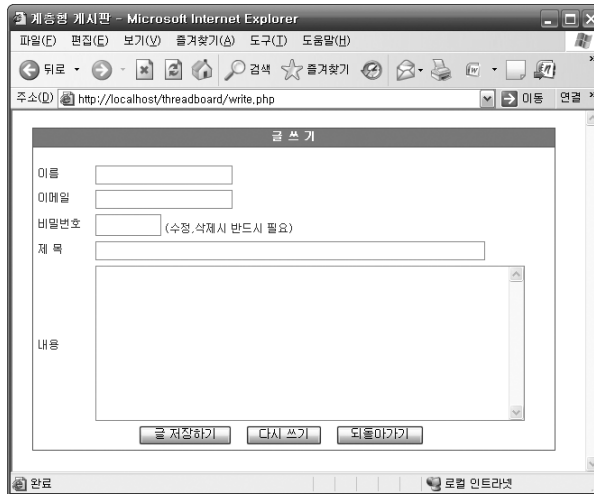 계층형 게시판 - Microsoft Internet Explorer
파일(F) 편집(E) 보기(V) 즐겨찾기(A) 도구(T) 도움말(H)
뒤로 검색 즐겨찾기
주소(D) http://localhost/threadboard/write.php 이동 연결
글 쓰 기
이름
이메일
비밀번호 (수정,삭제시 반드시 필요)
제 목
내용
글 저장하기 다시 쓰기 되돌아가기
완료 로컬 인트라넷